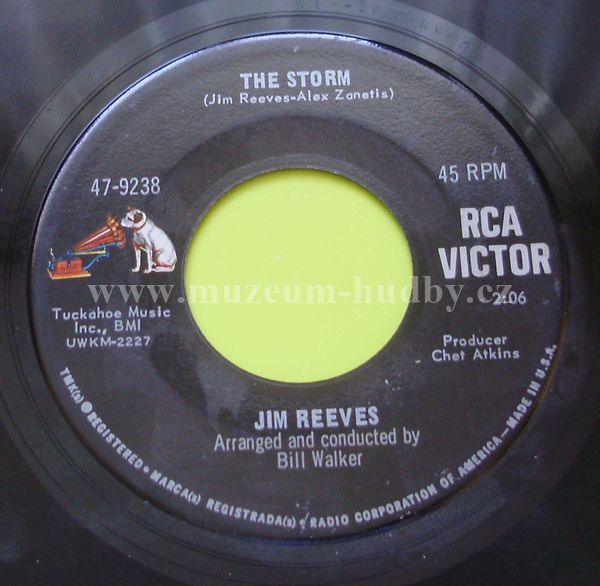 THE STORM
(Jim Reeves-Alex Zanetis)
47-9238
45 RPM
RCA
VICTOR
www.muzeum-hudby.cz
2:06
Tuckahoe Music
Inc., BMI
UWKM-2227
Producer
Chet Atkins
JIM REEVES
Arranged and conducted by
Bill Walker
TMK(s) ® REGISTERED • MARCA(s) REGISTRADA(s) • RADIO CORPORATION OF AMERICA—MADE IN U.S.A.